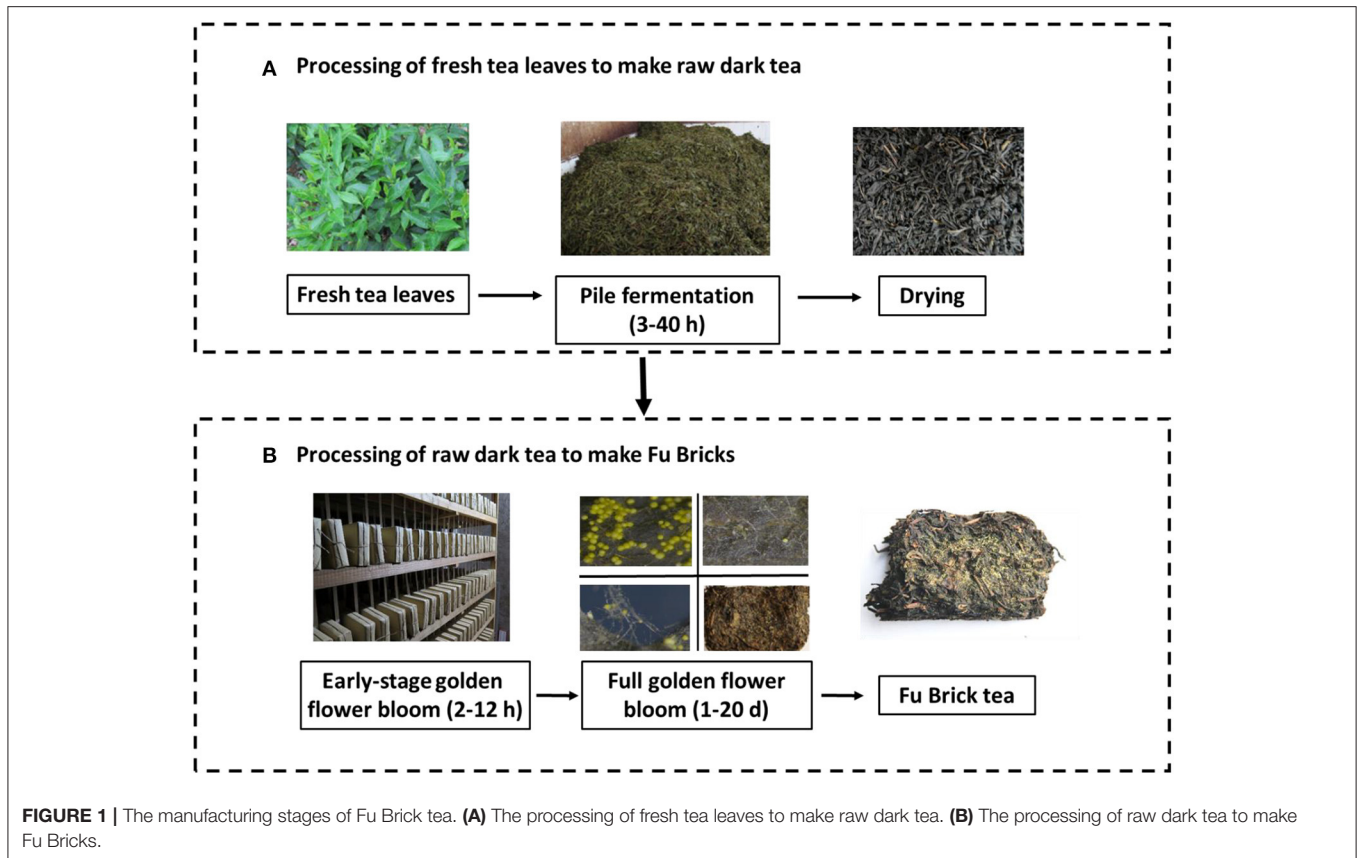 A Processing of fresh tea leaves to make raw dark tea
Fresh tea leaves
Pile fermentation
(3-40 h)
Drying
B Processing of raw dark tea to make Fu Bricks
Early-stage golden
flower bloom (2-12 h)
Full golden flower
bloom (1-20 d)
Fu Brick tea
FIGURE 1 | The manufacturing stages of Fu Brick tea. (A) The processing of fresh tea leaves to make raw dark tea. (B) The processing of raw dark tea to make
Fu Bricks.